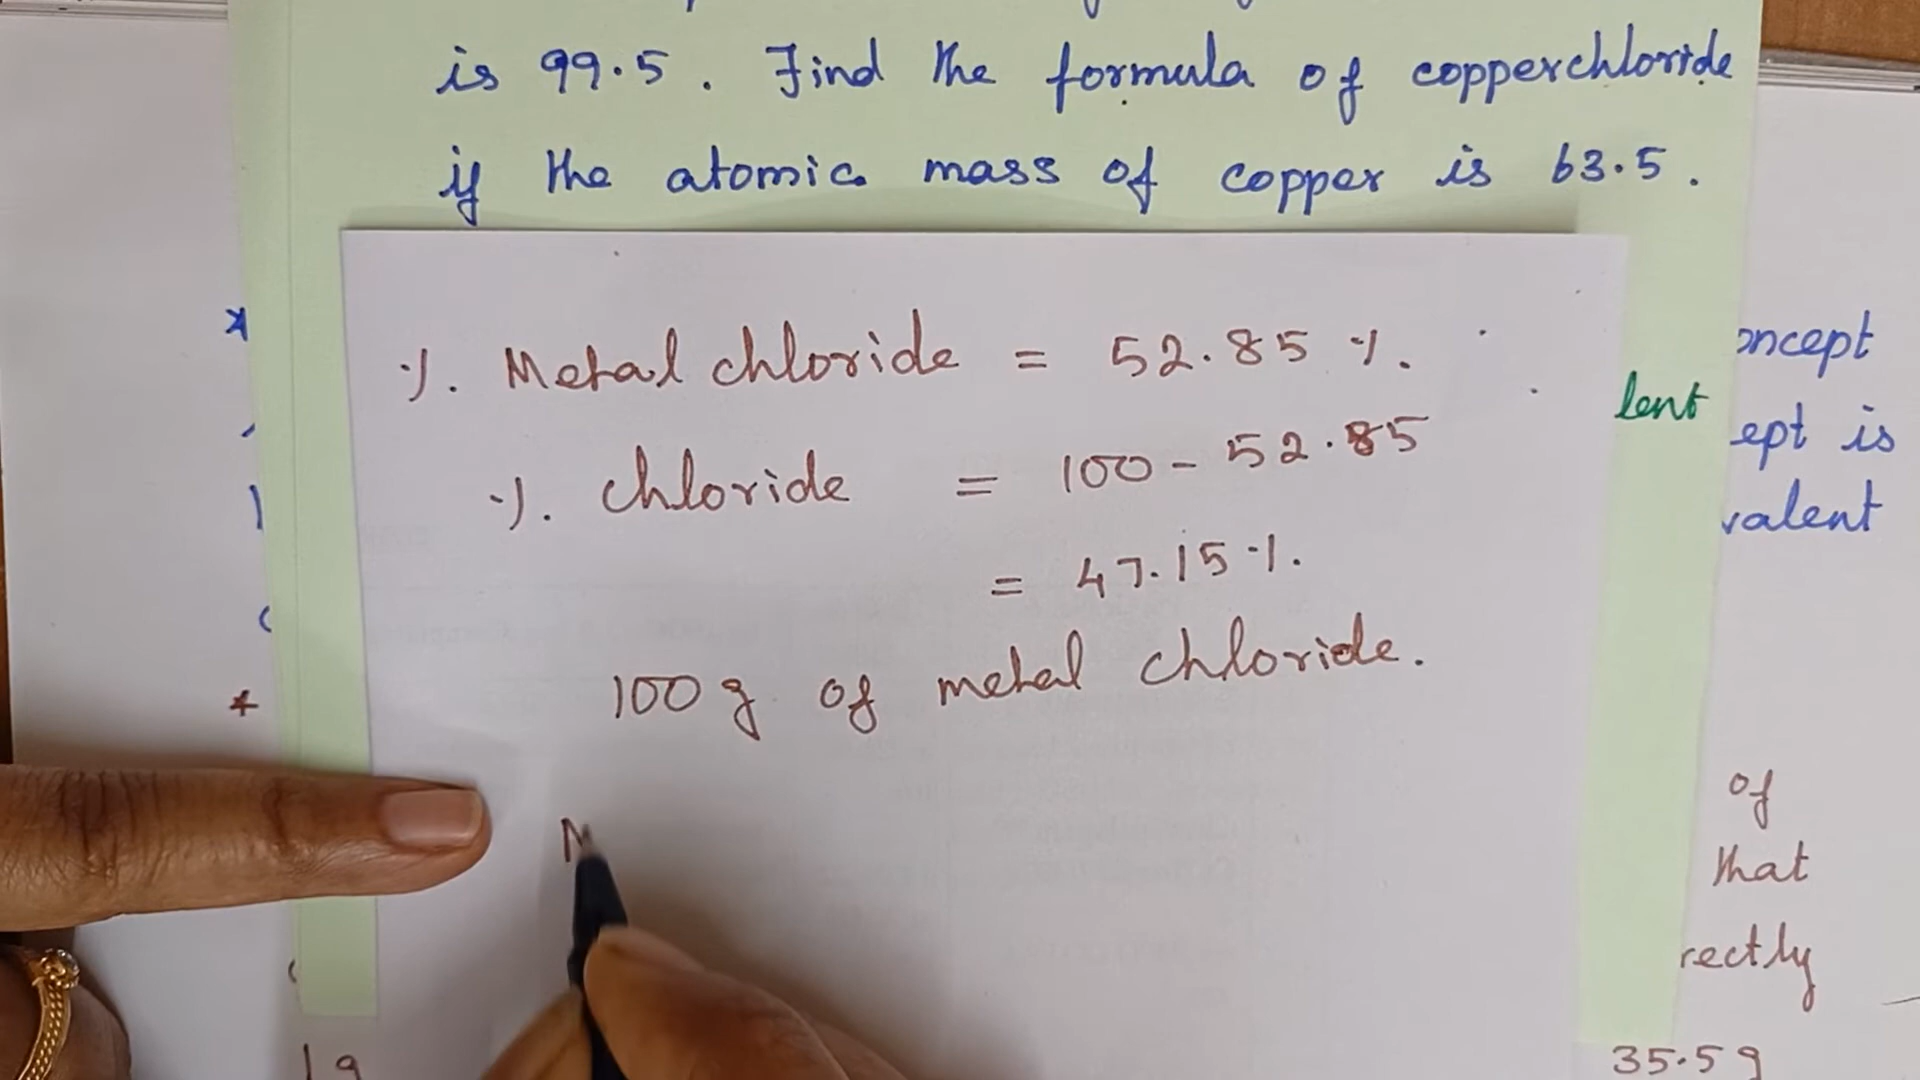 is 99.5. Find the formula of copperchloride
if the atomic mass of copper is 63.5.
%. Metal chloride = 52.85 %.
%. chloride = 100 - 52.85
= 47.15 %.
100 g of metal chloride.
M
*
*
oncept
lent
ept is
valent
of
that
rectly
1g
35.5 g